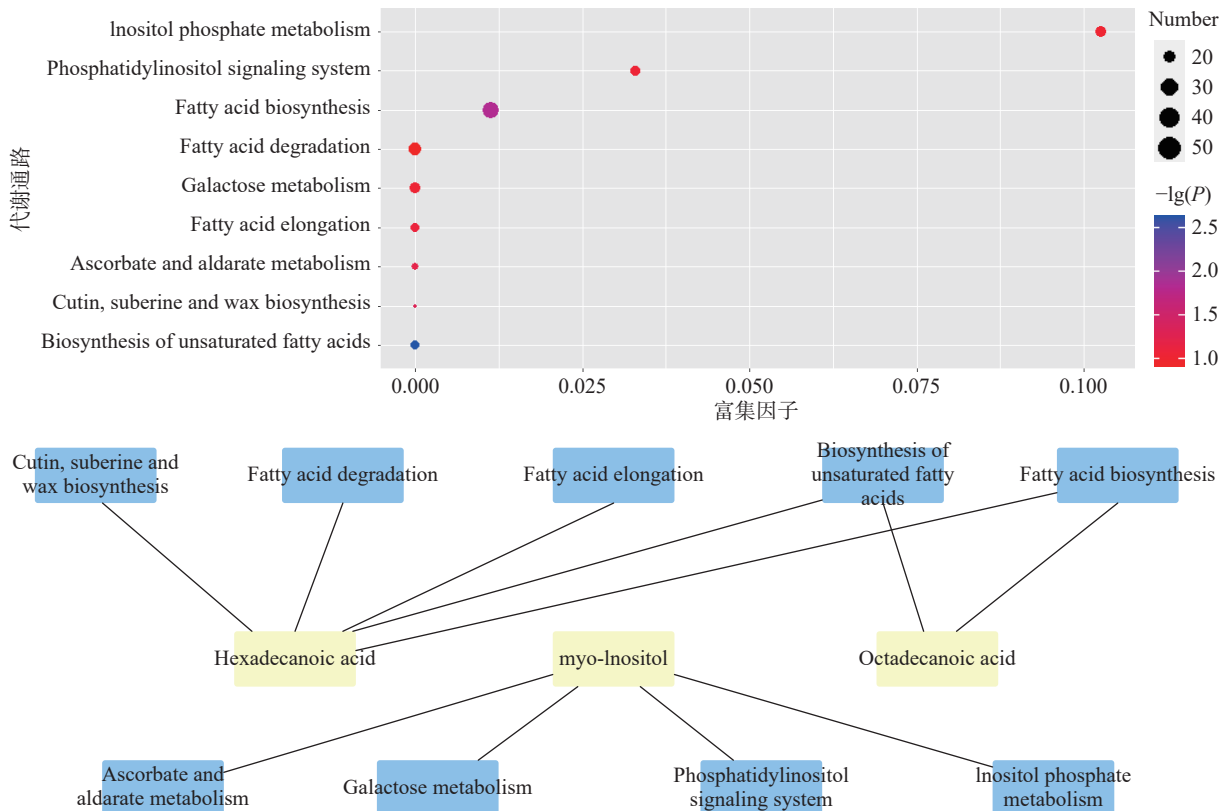 lnositol phosphate metabolism
Phosphatidylinositol signaling system
Fatty acid biosynthesis
Fatty acid degradation
Galactose metabolism
Fatty acid elongation
Ascorbate and aldarate metabolism
Cutin, suberine and wax biosynthesis
Biosynthesis of unsaturated fatty acids
代谢通路
0.000
0.025
0.050
0.075
0.100
富集因子
Number
20
30
40
50
−lg(P)
2.5
2.0
1.5
1.0
Cutin, suberine and
wax biosynthesis
Fatty acid degradation
Fatty acid elongation
Biosynthesis of
unsaturated fatty
acids
Fatty acid biosynthesis
Hexadecanoic acid
myo-lnositol
Octadecanoic acid
Ascorbate and
aldarate metabolism
Galactose metabolism
Phosphatidylinositol
signaling system
lnositol phosphate
metabolism